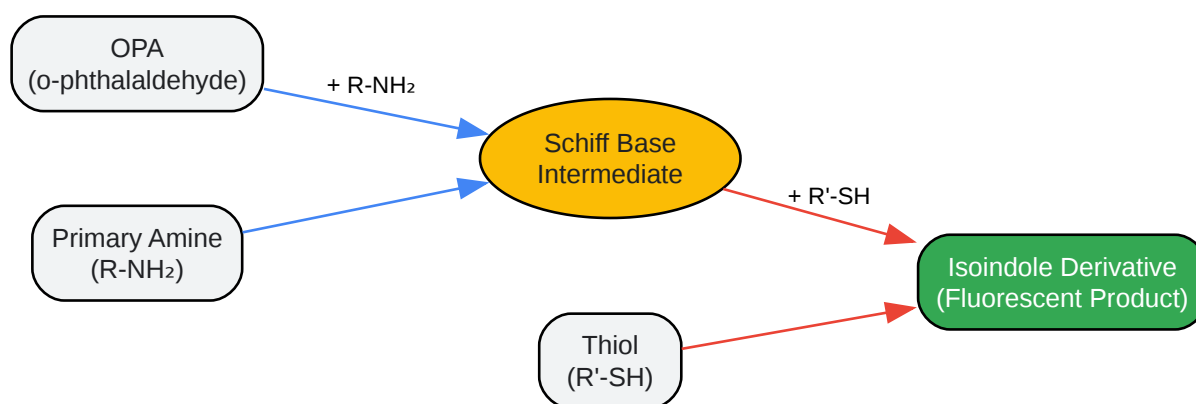 OPA
(o-phthalaldehyde)
+ R-NH₂
Schiff Base
Intermediate
+ R'-SH
Primary Amine
(R-NH₂)
Isoindole Derivative
(Fluorescent Product)
Thiol
(R'-SH)